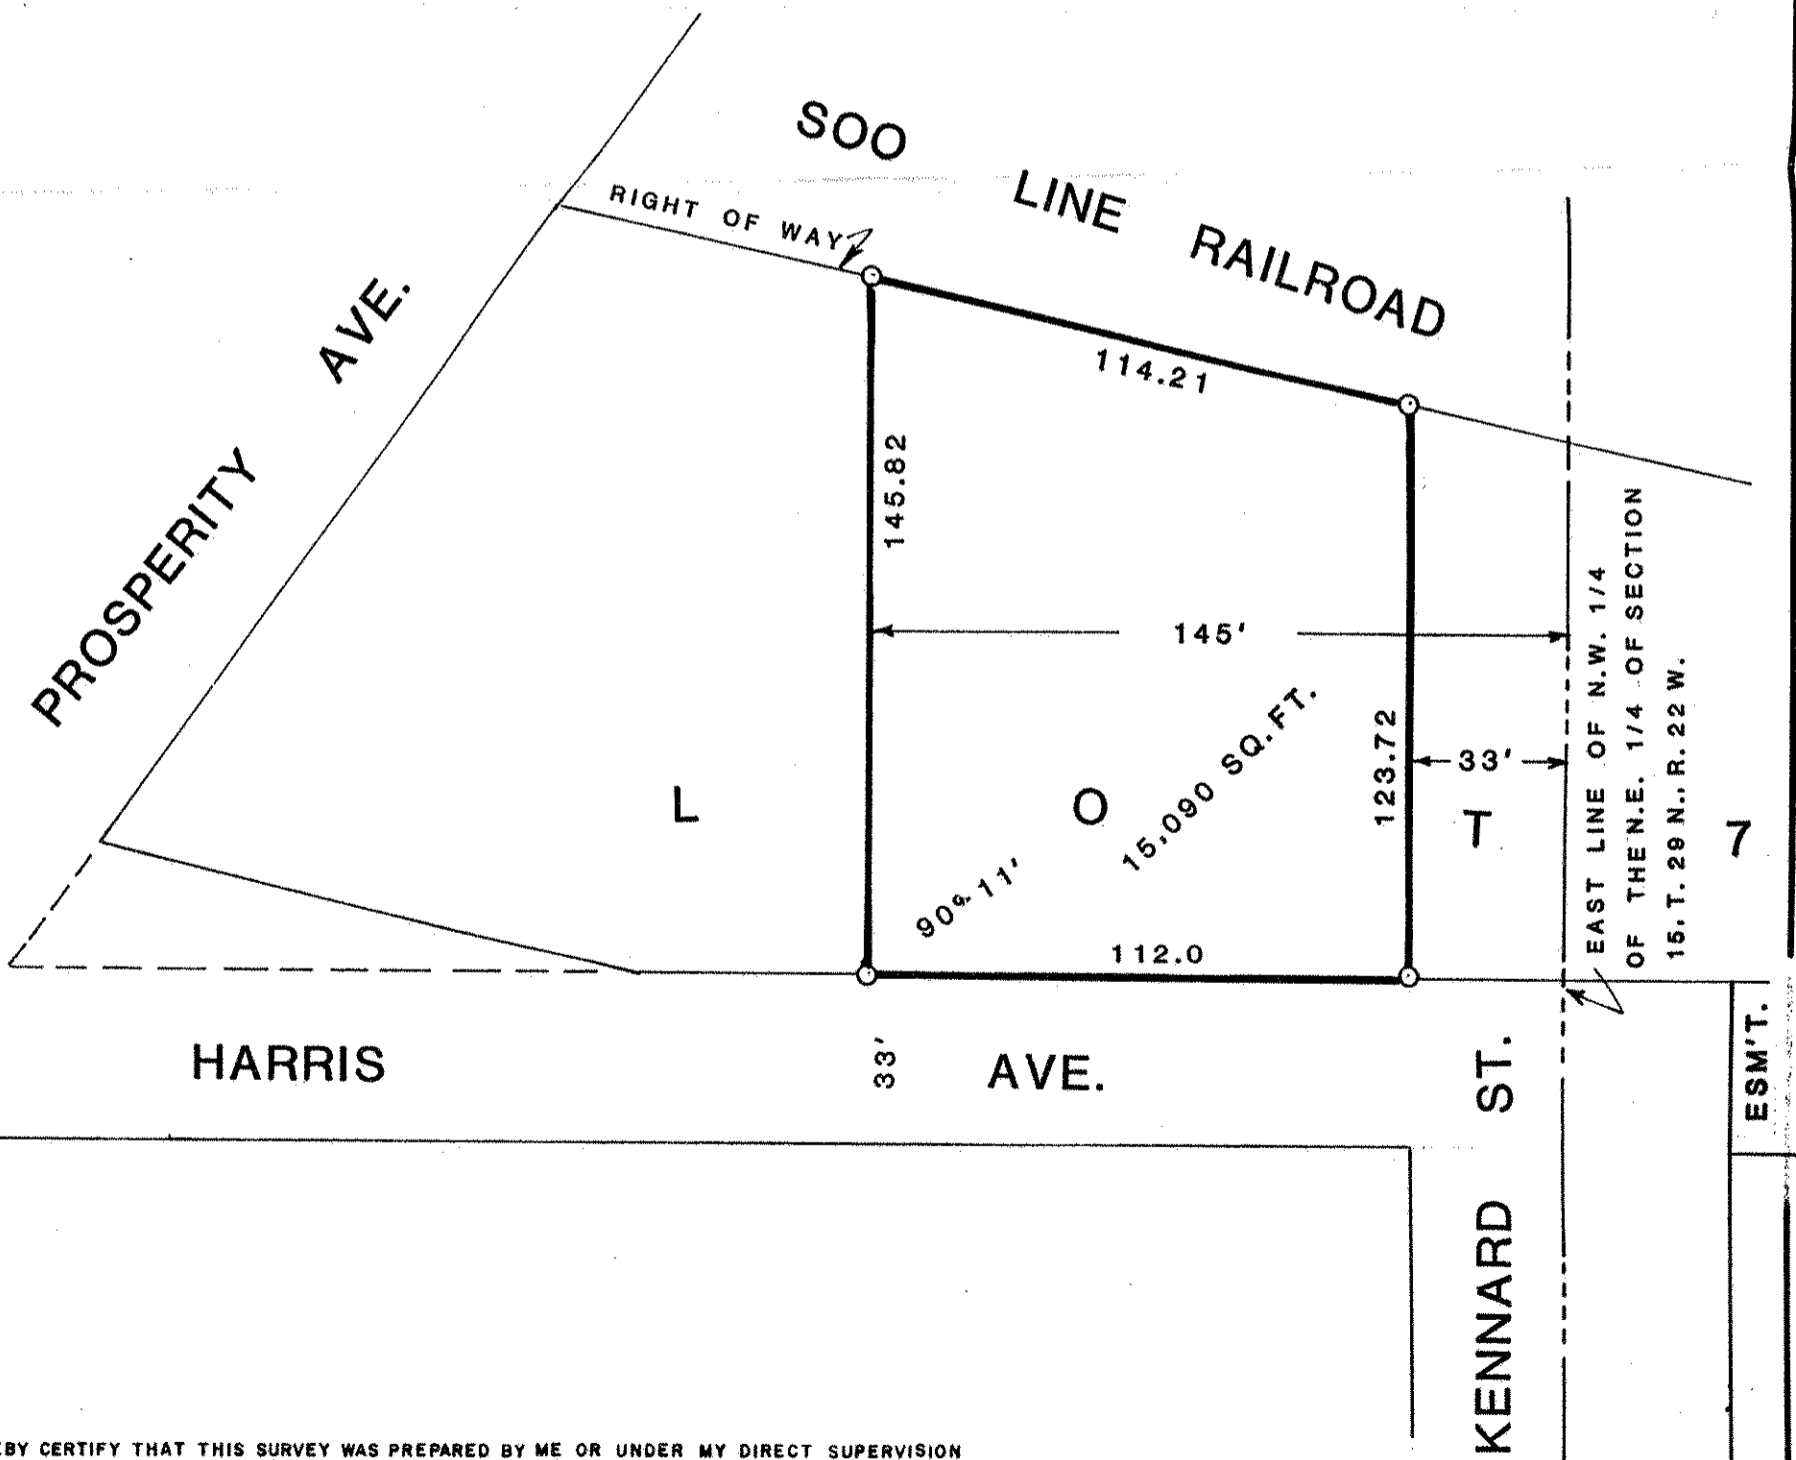 SOO LINE RAILROAD
RIGHT OF WAY
PROSPERITY AVE.
114.21
145.82
145'
123.72
33'
L O T 7
15,090 SQ. FT.
90°-11'
112.0
EAST LINE OF N.W. 1/4
OF THE N.E. 1/4 OF SECTION
15, T. 29 N., R. 22 W.
HARRIS AVE.
33'
KENNARD ST.
ESM'T.
EBY CERTIFY THAT THIS SURVEY WAS PREPARED BY ME OR UNDER MY DIRECT SUPERVISION